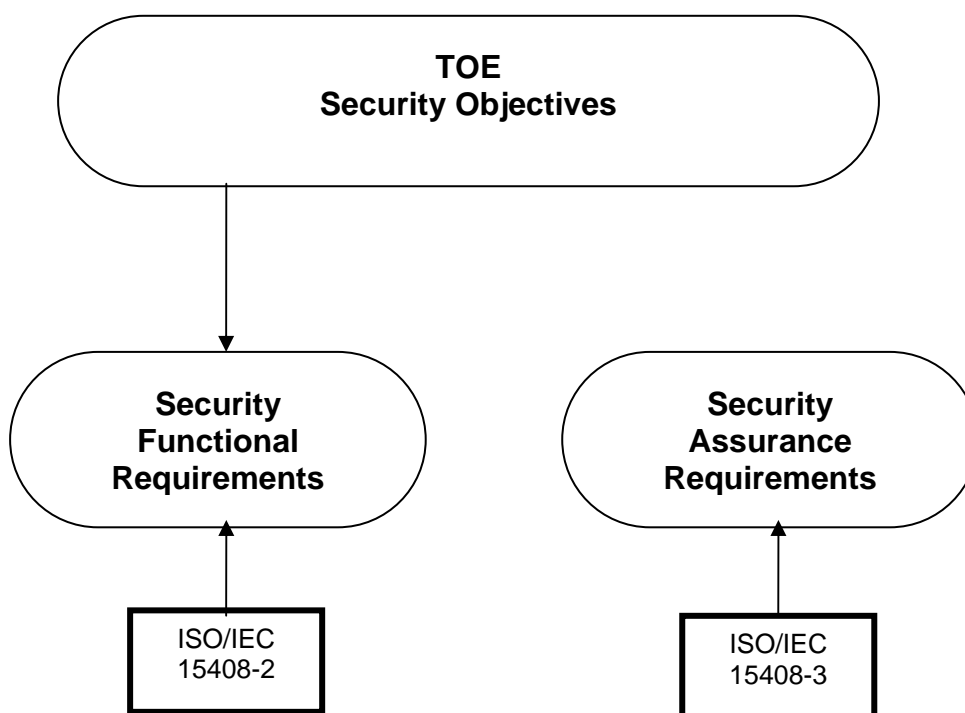 TOE
Security Objectives
Security
Functional
Requirements
Security
Assurance
Requirements
ISO/IEC
15408-2
ISO/IEC
15408-3